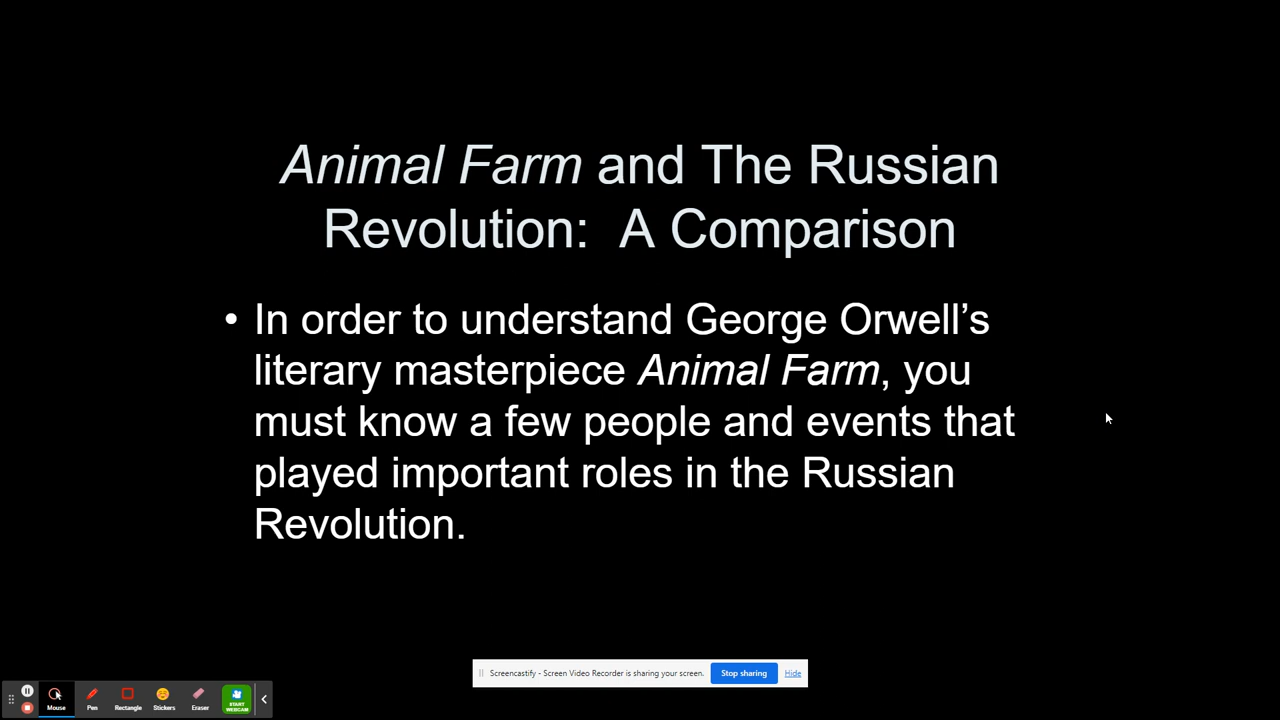 Animal Farm and The Russian
Revolution: A Comparison
• In order to understand George Orwell’s
literary masterpiece Animal Farm, you
must know a few people and events that
played important roles in the Russian
Revolution.
Screencastify - Screen Video Recorder is sharing your screen. Stop sharing Hide
Mouse Pen Rectangle Stickers Eraser START WEBCAM